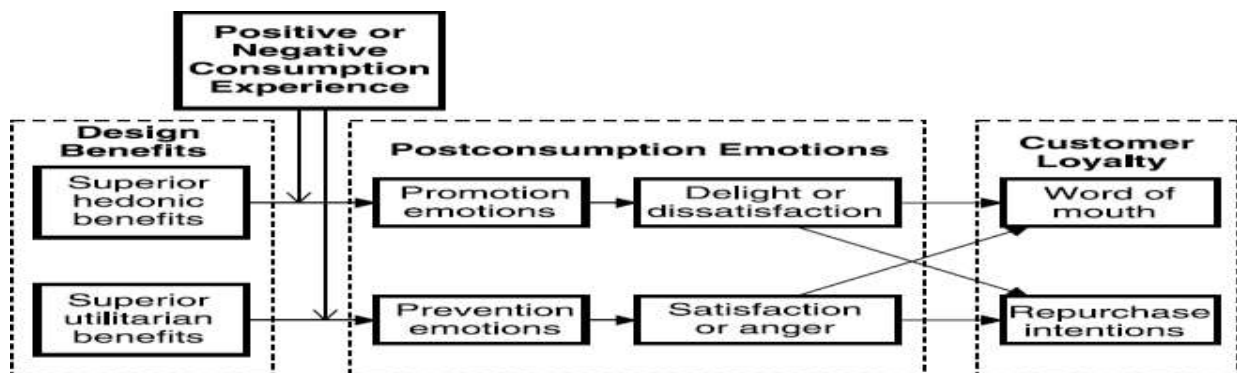 Positive or
Negative
Consumption
Experience
Design
Benefits
Superior
hedonic
benefits
Superior
utilitarian
benefits
Postconsumption Emotions
Promotion
emotions
Delight or
dissatisfaction
Prevention
emotions
Satisfaction
or anger
Customer
Loyalty
Word of
mouth
Repurchase
intentions